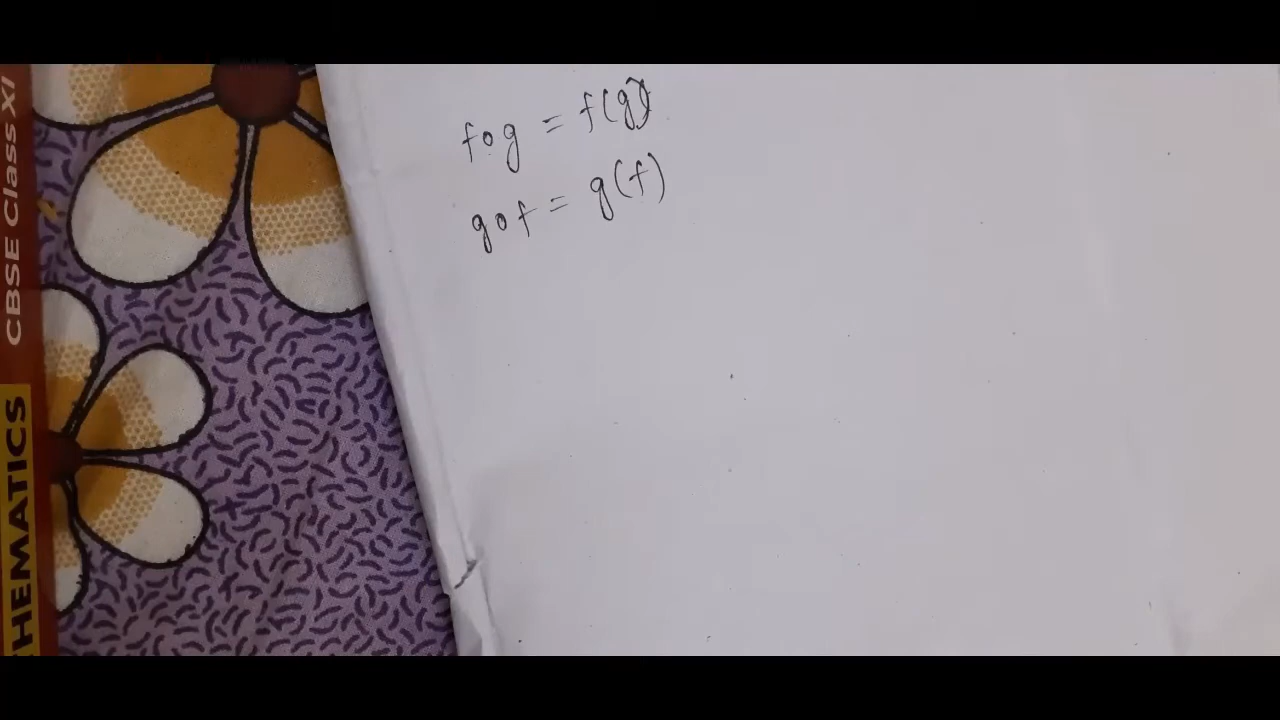 CBSE Class XI
HEMATICS
fog = f(g)
gof = g(f)